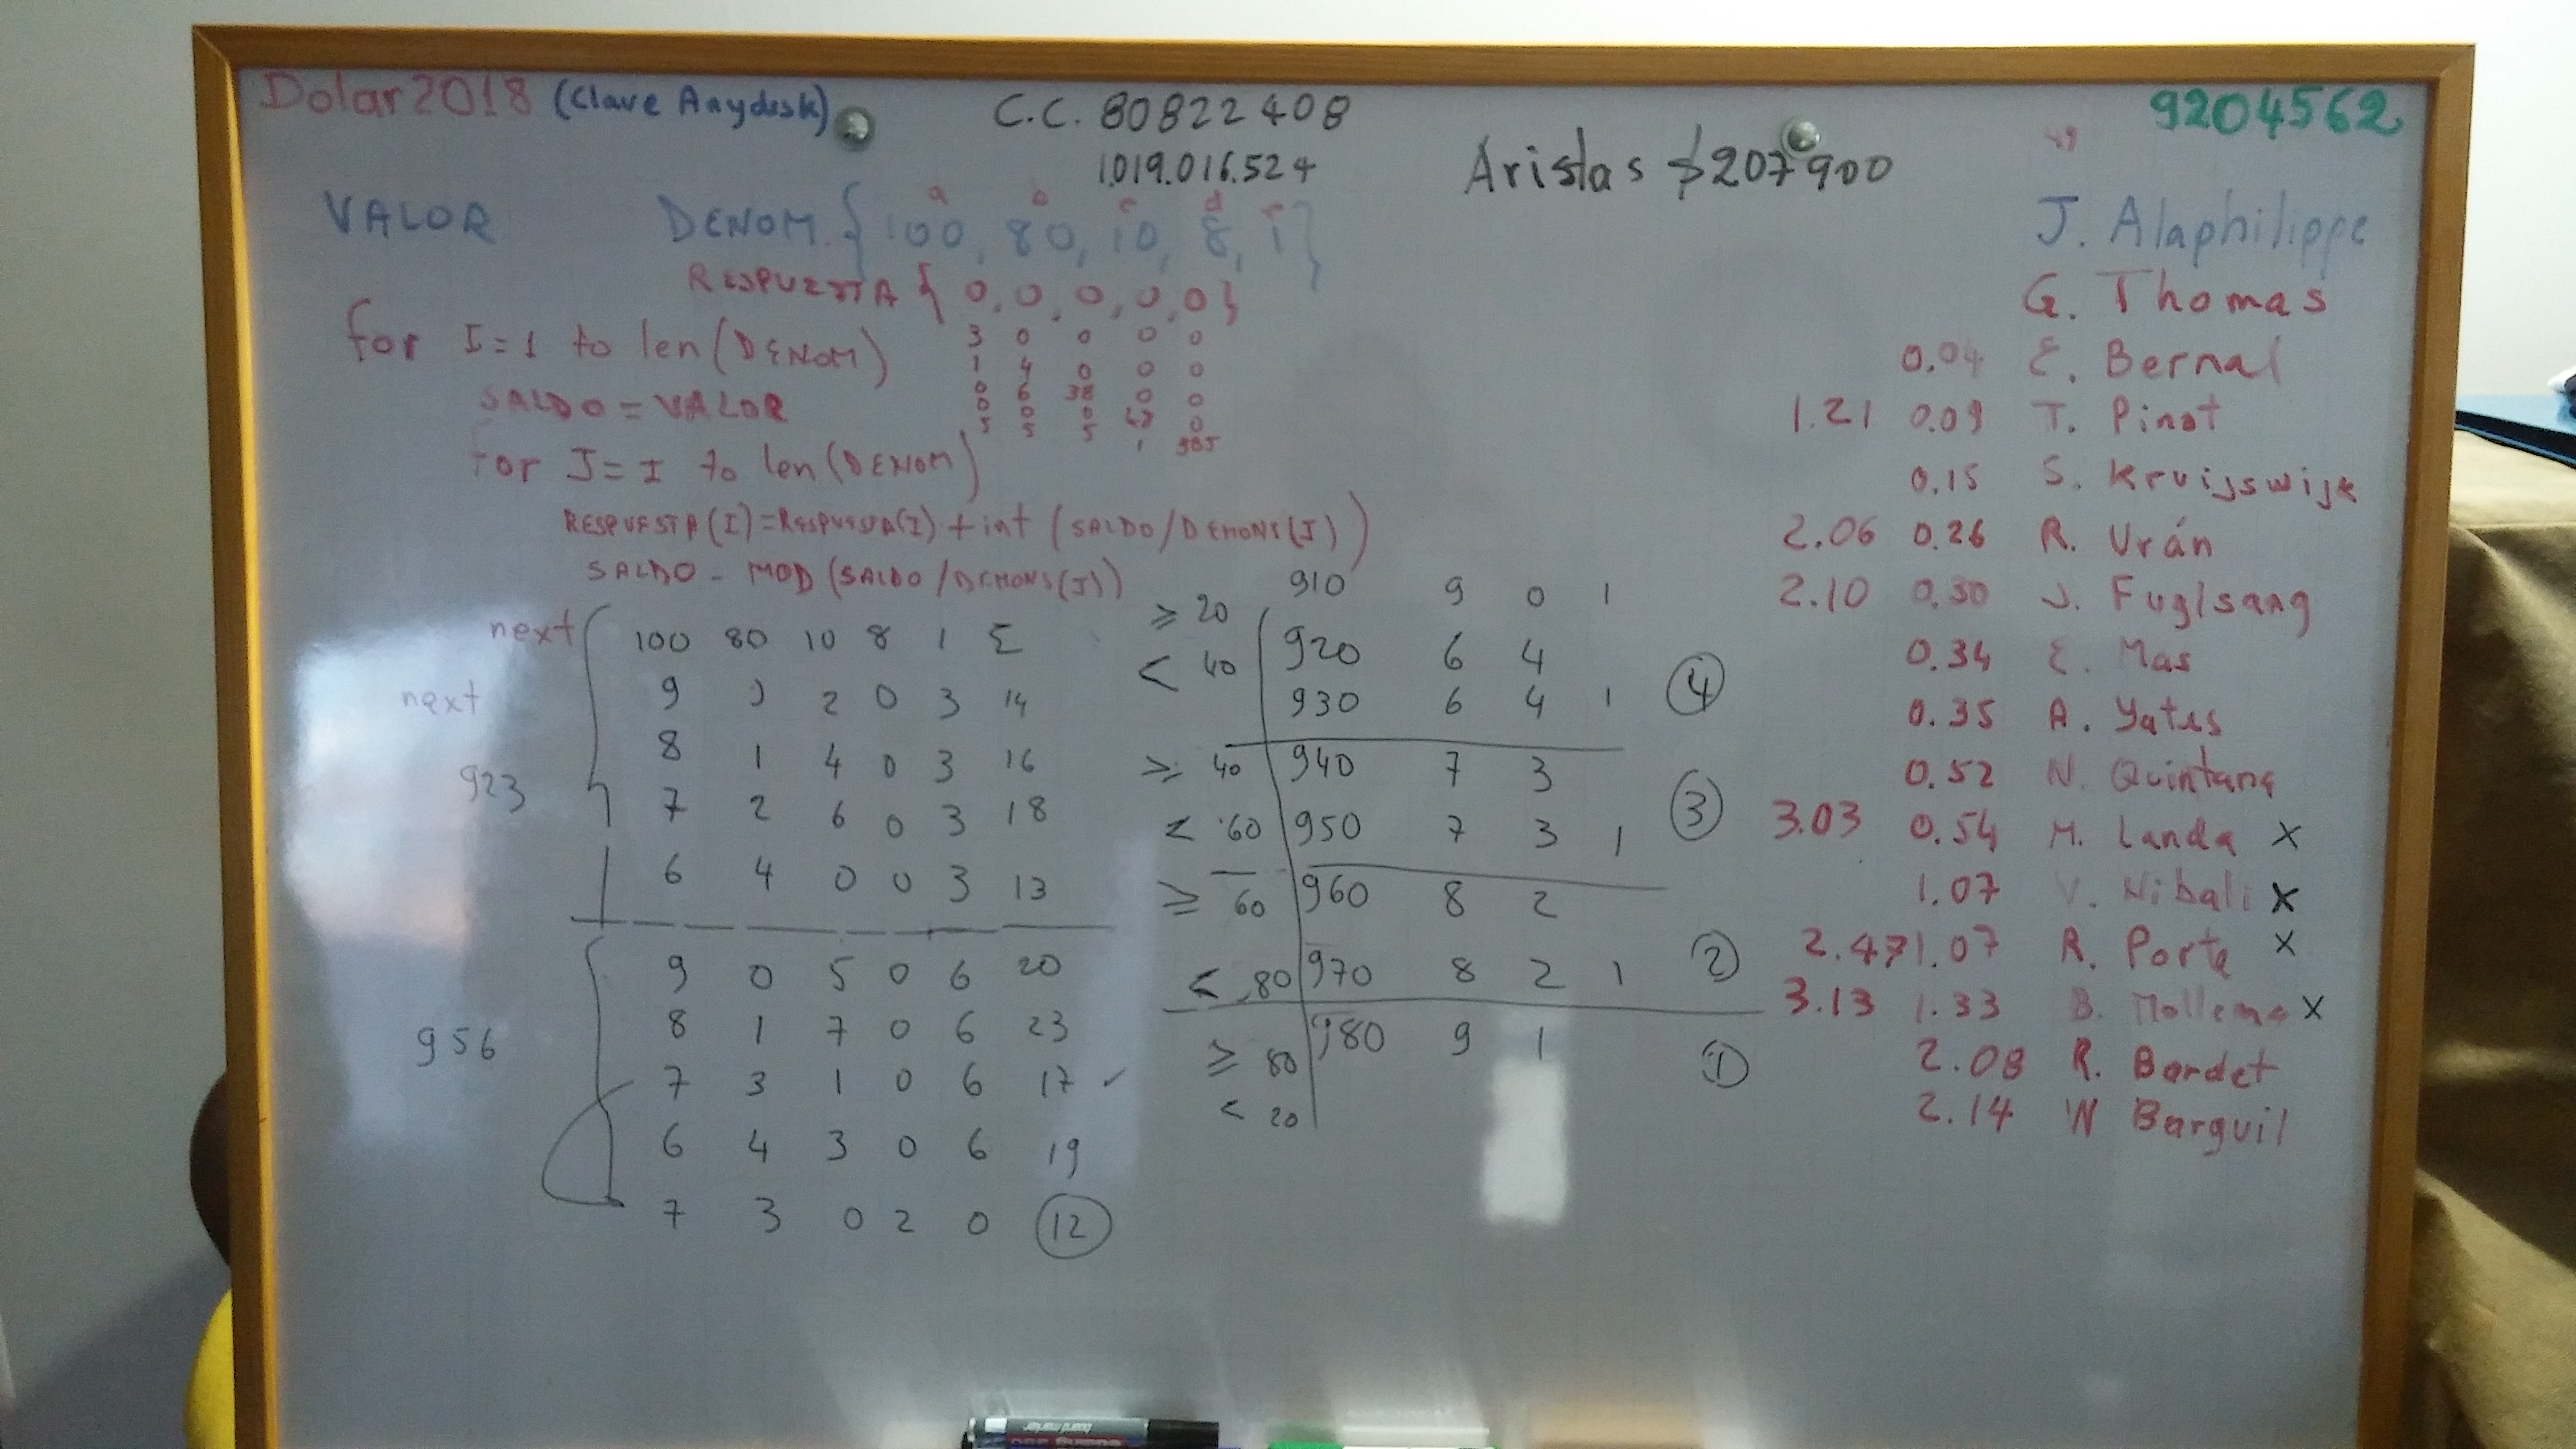 Dolar2018 (Clave Anydesk)
C.C. 80822408
1.019.016.524
Aristas $207900
9204562
VALOR DENOM. {100, 80, 10, 8, 1}
a b c d e
RESPUESTA {0, 0, 0, 0, 0}
3 0 0 0 0
1 4 0 0 0
0 6 38 0 0
0 0 0 0
5 5 5 1 385
for I=1 to len(DENOM)
SALDO = VALOR
for J=I to len(DENOM)
RESPUESTA(I)=RESPUESTA(I)+int(SALDO/DEMONS(J))
SALDO - MOD(SALDO/DEMONS(J))
next
next
100 80 10 8 1 Σ
923
9 0 2 0 3 14
8 1 4 0 3 16
7 2 6 0 3 18
6 4 0 0 3 13
956
9 0 5 0 6 20
8 1 7 0 6 23
7 3 1 0 6 17 ✓
6 4 3 0 6 19
7 3 0 2 0 12
910 9 0 1
≥ 20 920 6 4
< 40 930 6 4 1 4
≥ 40 940 7 3
< 60 950 7 3 1 3
≥ 60 960 8 2
< 80 970 8 2 1 2
≥ 80 980 9 1 1
< 20
J. Alaphilippe
G. Thomas
0.04 E. Bernal
1.21 0.09 T. Pinot
0.15 S. Kruijswijk
2.06 0.26 R. Urán
2.10 0.30 J. Fuglsang
0.34 E. Mas
0.35 A. Yates
0.52 N. Quintana
3.03 0.54 M. Landa X
1.07 V. Nibali X
2.47 1.07 R. Porte X
3.13 1.33 B. Mollema X
2.08 R. Bardet
2.14 W Barguil
board marker